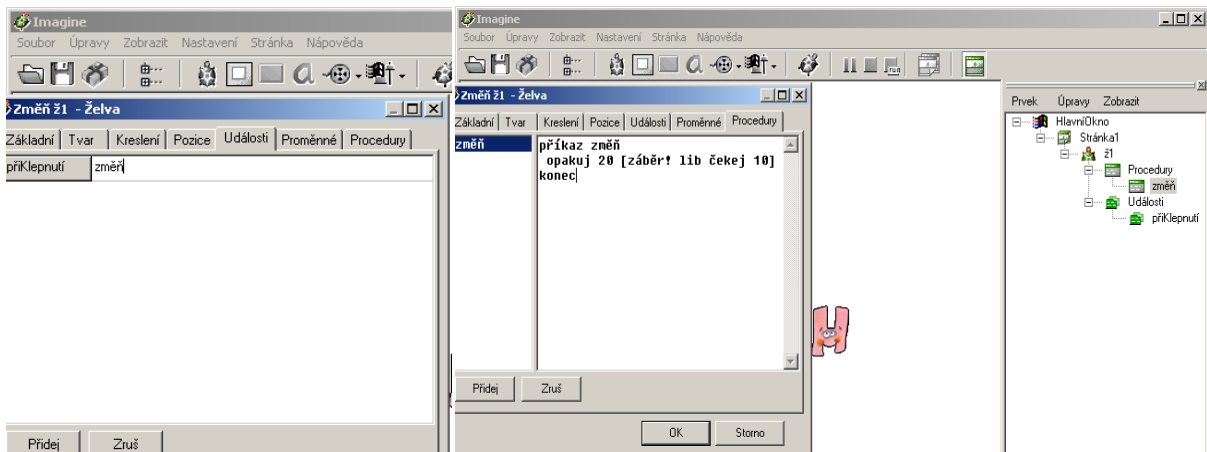 Imagine
Soubor Úpravy Zobrazit Nastavení Stránka Nápověda
Změň ž1 - Želva
Základní Tvar Kreslení Pozice Události Proměnné Procedury
přiKlepnutí změň
Přidej Zruš
Imagine
Soubor Úpravy Zobrazit Nastavení Stránka Nápověda
Změň ž1 - Želva
Základní Tvar Kreslení Pozice Události Proměnné Procedury
změň
příkaz změň
opakuj 20 [záběr! lib čekej 10]
konec
Přidej Zruš
OK Storno
Prvek Úpravy Zobrazit
HlavníOkno
Stránka1
ž1
Procedury
změň
Události
přiKlepnutí